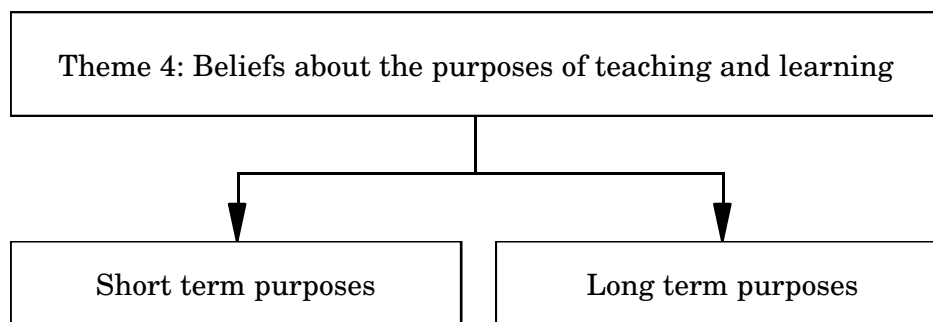 Theme 4: Beliefs about the purposes of teaching and learning
Short term purposes
Long term purposes